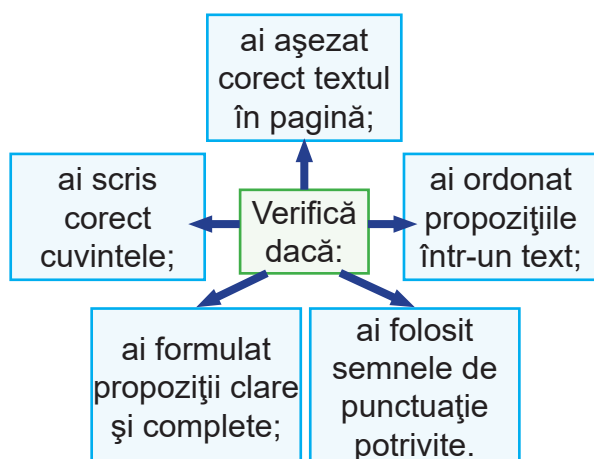 ai aşezat
corect textul
în pagină;
ai scris
corect
cuvintele;
Verifică
dacă:
ai ordonat
propoziţiile
într-un text;
ai formulat
propoziţii clare
şi complete;
ai folosit
semnele de
punctuaţie
potrivite.